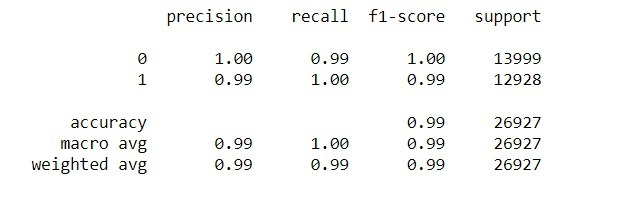 precision recall f1-score support
0 1.00 0.99 1.00 13999
1 0.99 1.00 0.99 12928
accuracy 0.99 26927
macro avg 0.99 1.00 0.99 26927
weighted avg 0.99 0.99 0.99 26927